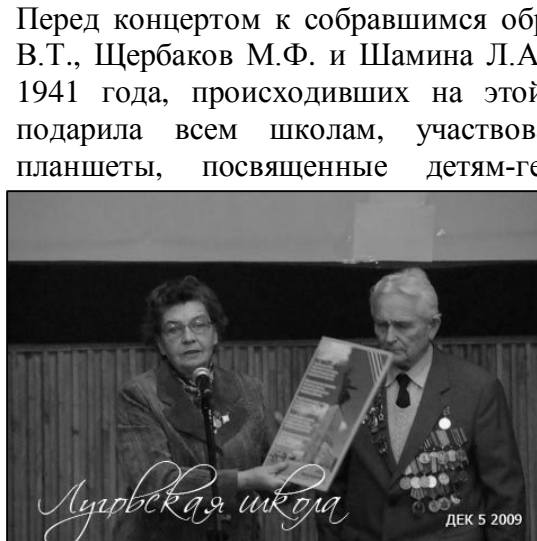 Перед концертом к собравшимся об
В.Т., Щербаков М.Ф. и Шамина Л.А
1941 года, происходивших на этой
подарила всем школам, участвов
планшеты, посвященные детям-ге
Луговская школа
ДЕК 5 2009